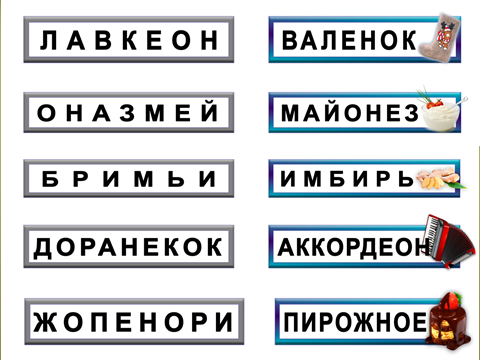 ЛАВКЕОН ВАЛЕНОК
ОНАЗМЕЙ МАЙОНЕЗ
БРИМЬИ ИМБИРЬ
ДОРАНЕКОК АККОРДЕОН
ЖОПЕНОРИ ПИРОЖНОЕ